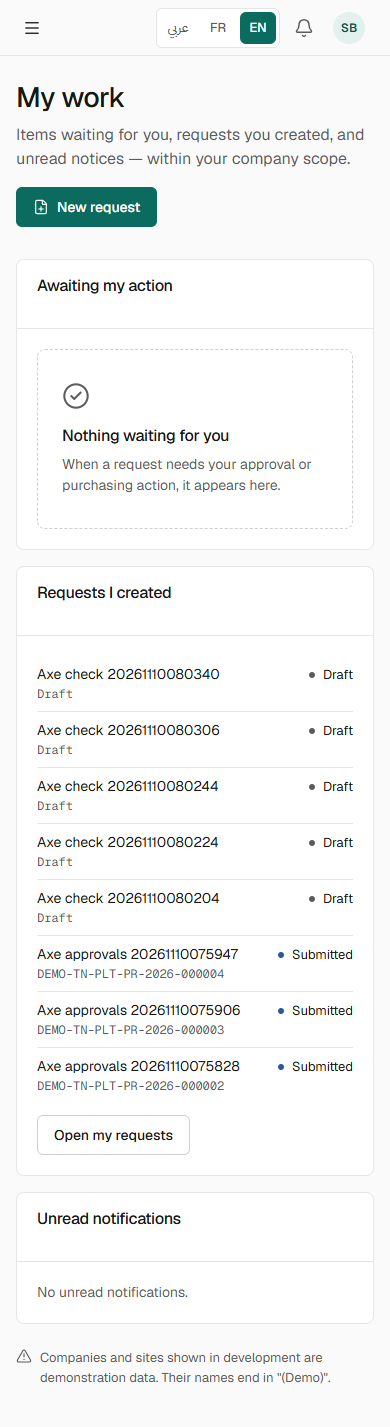 عربي FR EN SB
My work
Items waiting for you, requests you created, and
unread notices — within your company scope.
New request
Awaiting my action
Nothing waiting for you
When a request needs your approval or
purchasing action, it appears here.
Requests I created
Axe check 20261110080340 Draft
Draft
Axe check 20261110080306 Draft
Draft
Axe check 20261110080244 Draft
Draft
Axe check 20261110080224 Draft
Draft
Axe check 20261110080204 Draft
Draft
Axe approvals 20261110075947 Submitted
DEMO-TN-PLT-PR-2026-000004
Axe approvals 20261110075906 Submitted
DEMO-TN-PLT-PR-2026-000003
Axe approvals 20261110075828 Submitted
DEMO-TN-PLT-PR-2026-000002
Open my requests
Unread notifications
No unread notifications.
Companies and sites shown in development are
demonstration data. Their names end in "(Demo)".